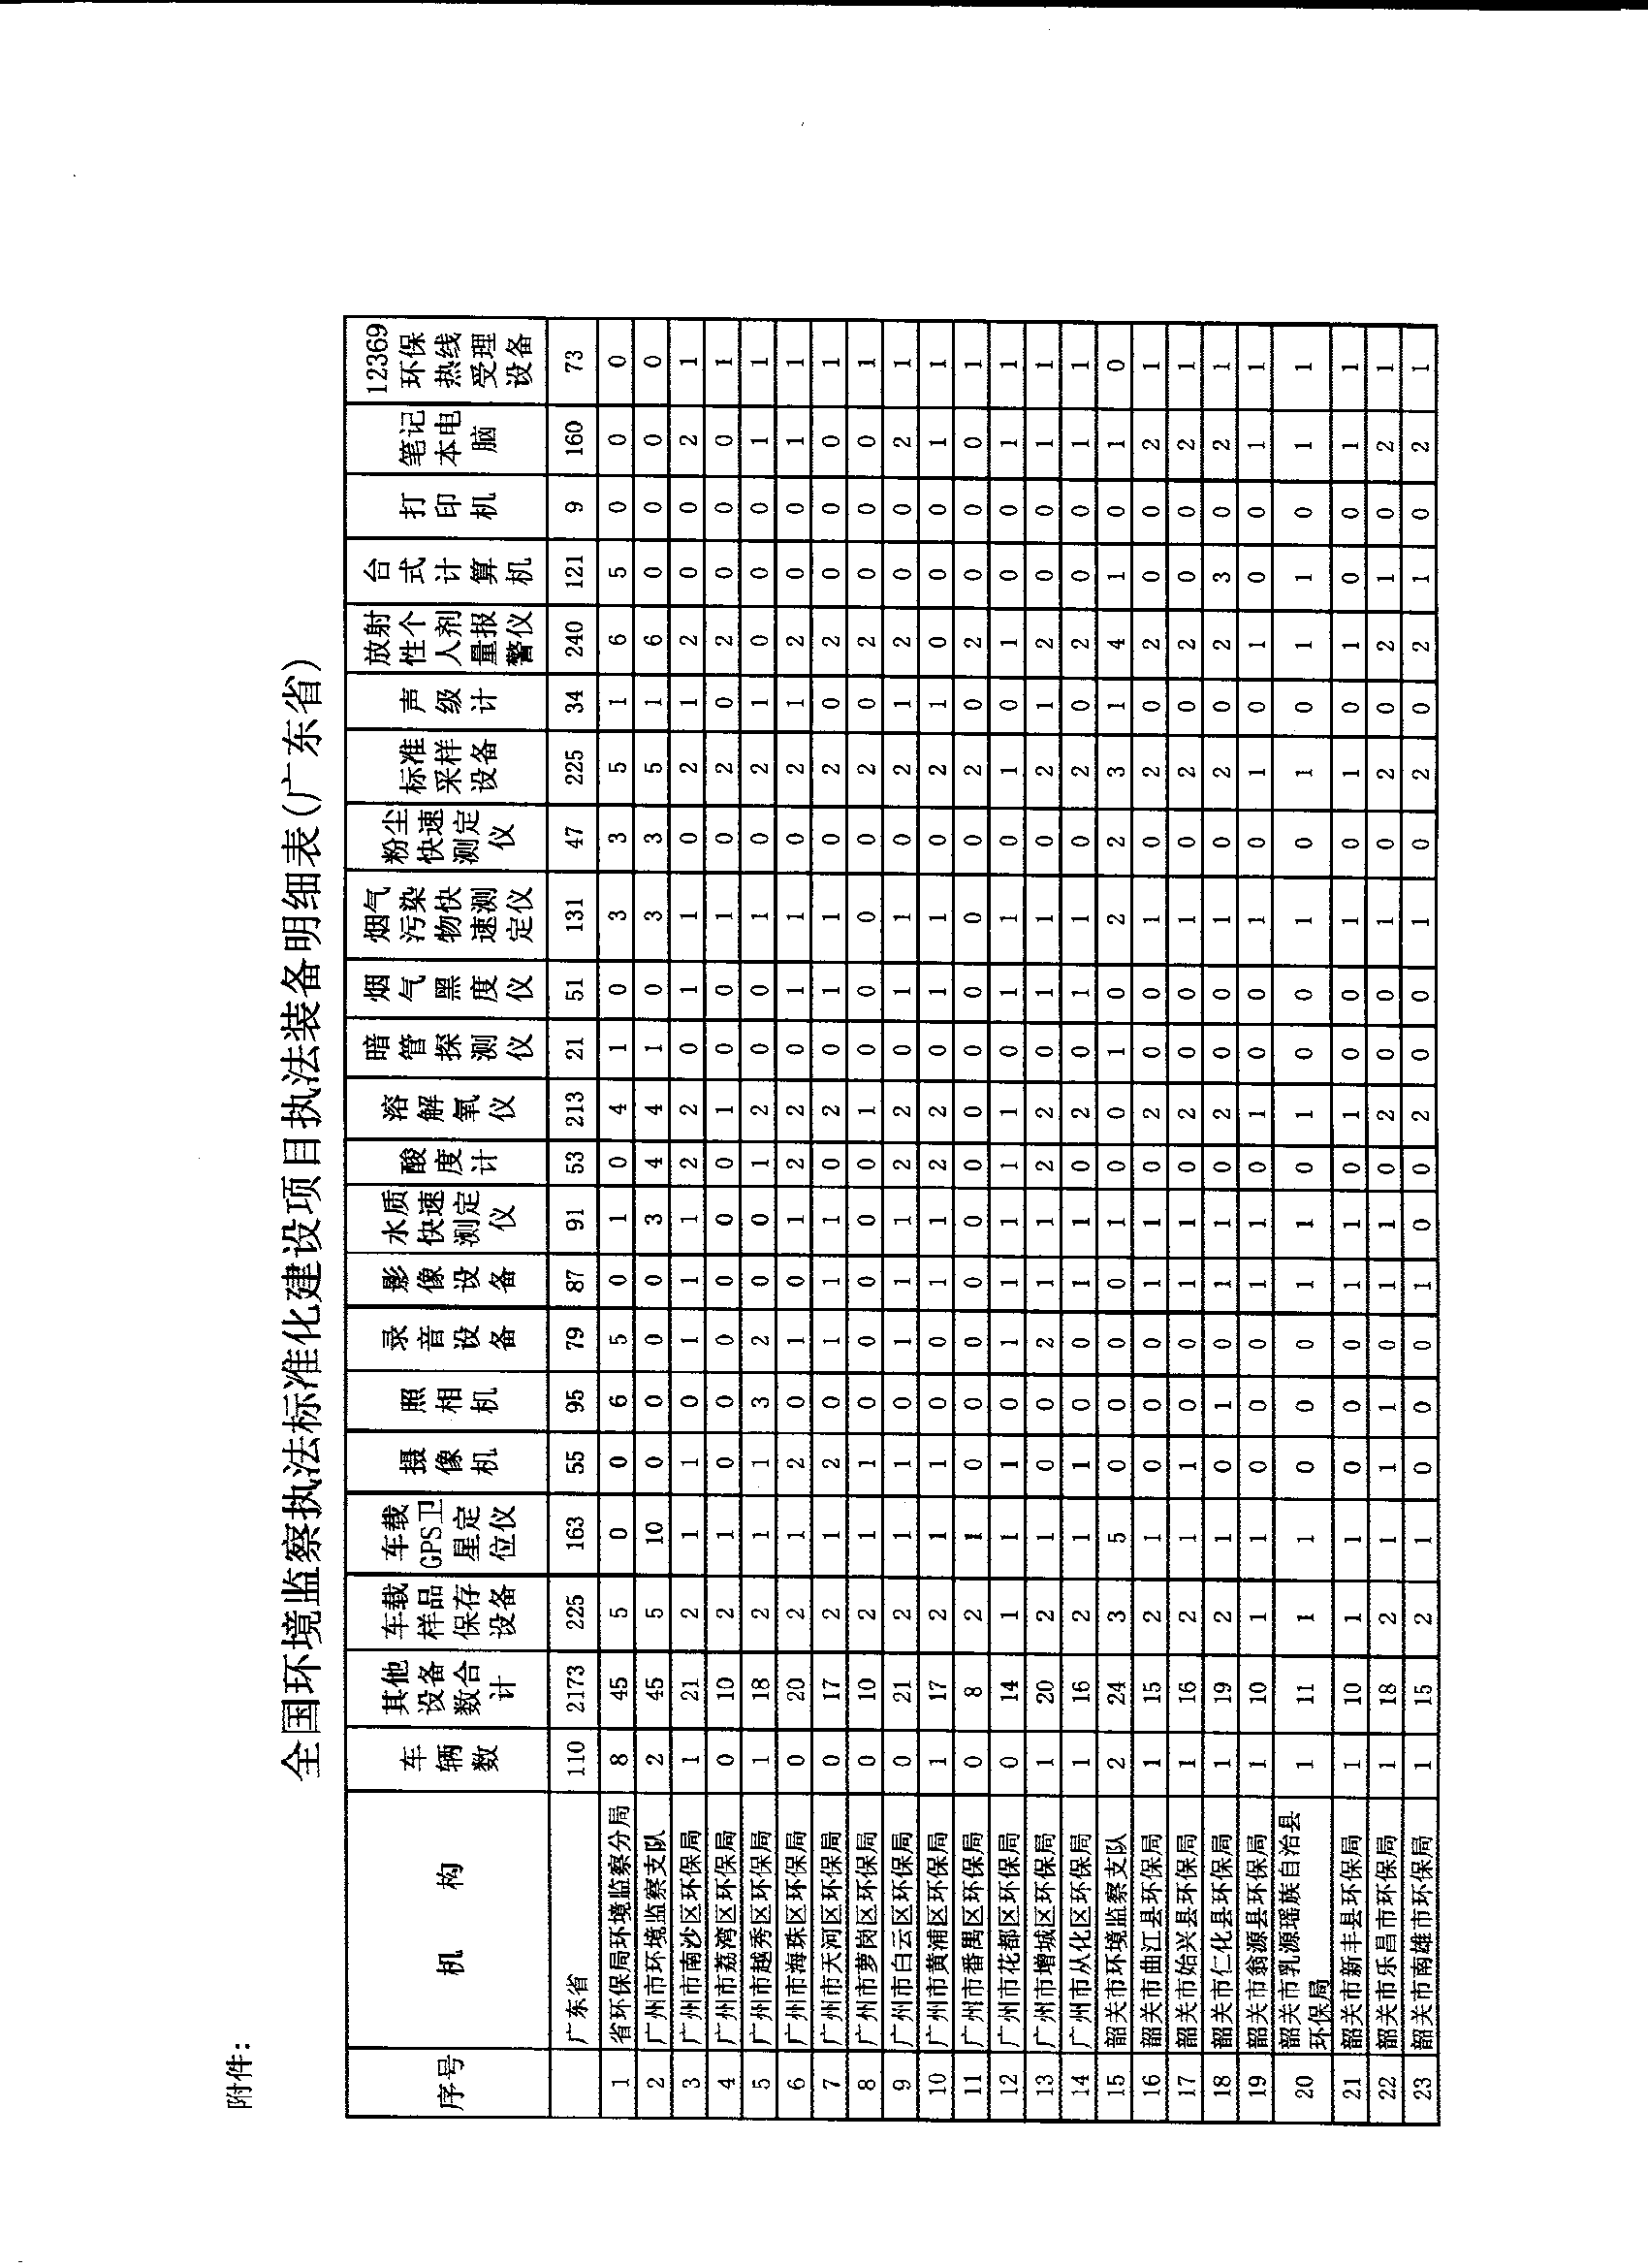 附件:
全国环境监察执法标准化建设项目执法装备明细表(广东省)
序号 机 构 车辆数 其他设备数合计 车载样品保存设备 车载GPS卫星定位仪 摄像机 照相机 录音设备 影像设备 水质快速测定仪 酸度计 溶解氧仪 暗管探测仪 烟气黑度仪 烟气污染物快速测定仪 粉尘快速测定仪 标准采样设备 声级计 放射性个人剂量报警仪 台式计算机 打印机 笔记本电脑 12369环保热线受理设备
广东省 110 2173 225 163 55 95 79 87 91 53 213 21 51 131 47 225 34 240 121 9 160 73
1 省环保局环境监察分局 8 45 5 0 0 6 5 0 1 0 4 1 0 3 3 5 1 6 5 0 0 0
2 广州市环境监察支队 2 45 5 10 0 0 0 0 3 4 4 1 0 3 3 5 1 6 0 0 0 0
3 广州市南沙区环保局 1 21 2 1 1 0 1 1 1 2 2 0 1 1 0 2 1 2 0 0 2 1
4 广州市荔湾区环保局 0 10 2 1 0 0 0 0 0 0 1 0 0 1 0 2 0 2 0 0 0 1
5 广州市越秀区环保局 1 18 2 1 1 3 2 0 0 1 2 0 0 1 0 2 1 0 0 0 1 1
6 广州市海珠区环保局 0 20 2 1 2 0 1 0 1 2 2 0 1 1 0 2 1 2 0 0 1 1
7 广州市天河区环保局 0 17 2 1 2 0 1 1 1 0 2 0 1 1 0 2 0 2 0 0 0 1
8 广州市萝岗区环保局 0 10 2 1 1 0 0 0 0 0 1 0 0 0 0 2 0 2 0 0 0 1
9 广州市白云区环保局 0 21 2 1 1 0 1 1 1 2 2 0 1 1 0 2 1 2 0 0 2 1
10 广州市黄浦区环保局 1 17 2 1 1 0 0 1 1 2 2 0 1 1 0 2 1 0 0 0 1 1
11 广州市番禺区环保局 0 8 2 1 0 0 0 0 0 0 0 0 0 0 0 2 0 2 0 0 0 1
12 广州市花都区环保局 0 14 1 1 1 0 1 1 1 1 1 0 1 1 0 1 0 1 0 0 1 1
13 广州市增城区环保局 1 20 2 1 0 0 2 1 1 2 2 0 1 1 0 2 1 2 0 0 1 1
14 广州市从化区环保局 1 16 2 1 1 0 0 1 1 0 2 0 1 1 0 2 0 2 0 0 1 1
15 韶关市环境监察支队 2 24 3 5 0 0 0 0 1 0 0 1 0 2 2 3 1 4 1 0 1 0
16 韶关市曲江县环保局 1 15 2 1 0 0 0 1 1 0 2 0 0 1 0 2 0 2 0 0 2 1
17 韶关市始兴县环保局 1 16 2 1 1 0 0 1 1 0 2 0 0 1 0 2 0 2 0 0 2 1
18 韶关市仁化县环保局 1 19 2 1 0 1 0 1 1 0 2 0 0 1 0 2 0 2 3 0 2 1
19 韶关市翁源县环保局 1 10 1 1 0 0 0 1 1 0 1 0 0 1 0 1 0 1 0 0 1 1
20 韶关市乳源瑶族自治县环保局 1 11 1 1 0 0 0 1 1 0 1 0 0 1 0 1 0 1 1 0 1 1
21 韶关市新丰县环保局 1 10 1 1 0 0 0 1 1 0 1 0 0 1 0 1 0 1 0 0 1 1
22 韶关市乐昌市环保局 1 18 2 1 1 1 0 1 1 0 2 0 0 1 0 2 0 2 1 0 2 1
23 韶关市南雄市环保局 1 15 2 1 0 0 0 1 0 0 2 0 0 1 0 2 0 2 1 0 2 1